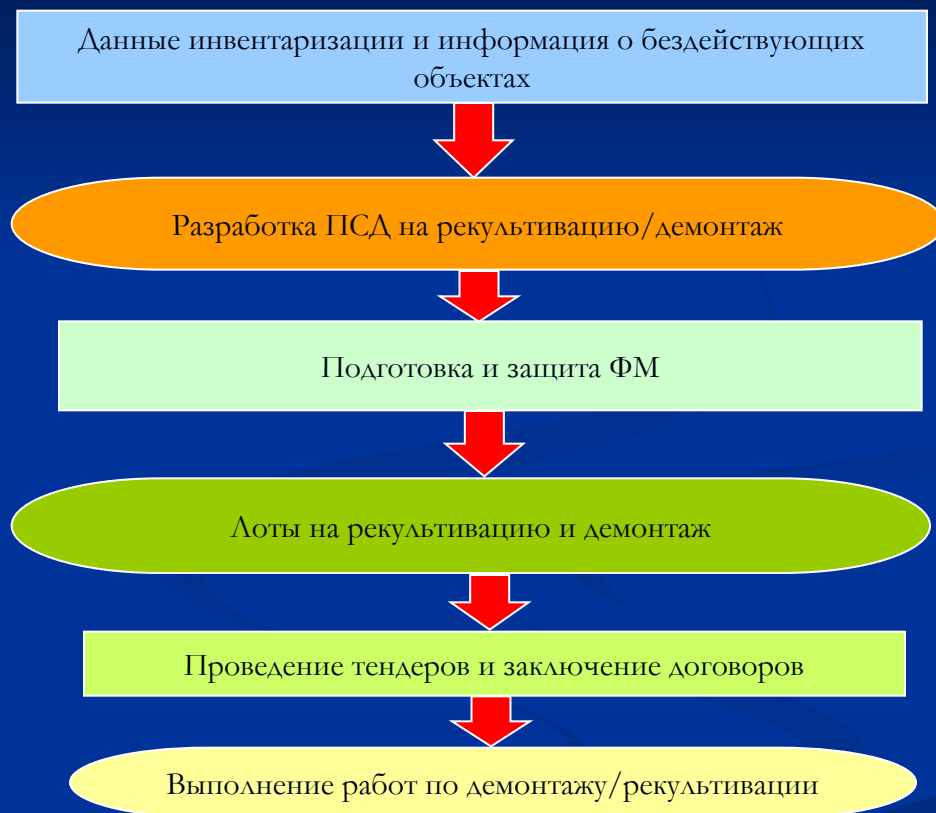 Данные инвентаризации и информация о бездействующих
объектах
Разработка ПСД на рекультивацию/демонтаж
Подготовка и защита ФМ
Лоты на рекультивацию и демонтаж
Проведение тендеров и заключение договоров
Выполнение работ по демонтажу/рекультивации